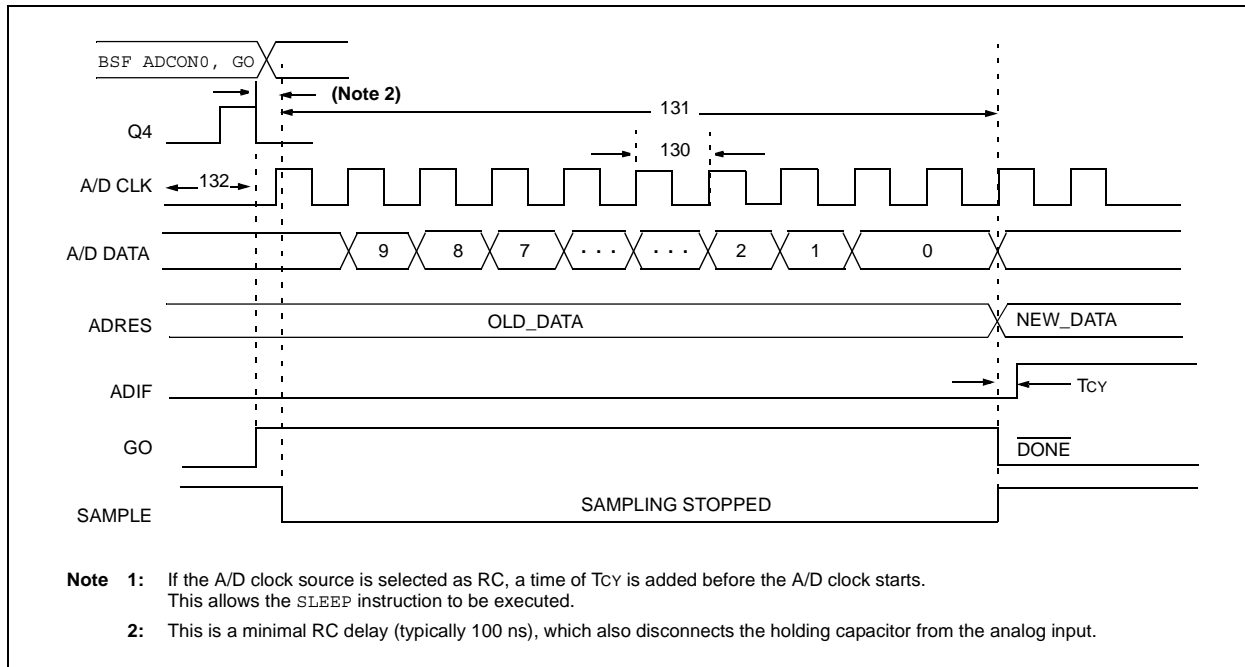 BSF ADCON0, GO
(Note 2)
131
Q4
130
A/D CLK
132
A/D DATA
9 8 7 · · · · · · 2 1 0
ADRES
OLD_DATA
NEW_DATA
ADIF
TCY
GO
DONE
SAMPLE
SAMPLING STOPPED
Note 1: If the A/D clock source is selected as RC, a time of TCY is added before the A/D clock starts.
This allows the SLEEP instruction to be executed.
2: This is a minimal RC delay (typically 100 ns), which also disconnects the holding capacitor from the analog input.